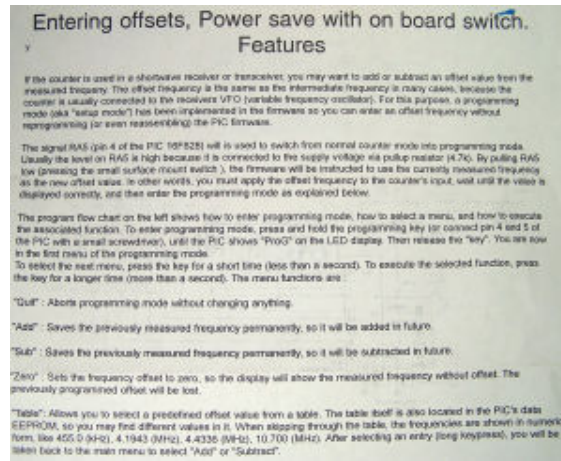 Entering offsets, Power save with on board switch.
Features
If the counter is used in a shortwave receiver or transceiver, you may want to add or subtract an offset value from the
measured frequency. The offset frequency is the same as the intermediate frequency in many cases, because the
counter is usually connected to the receivers VFO (variable frequency oscillator). For this purpose, a programming
mode (aka "setup mode") has been implemented in the firmware so you can enter an offset frequency without
reprogramming (or even reassembling) the PIC firmware.
The signal RA5 (pin 4 of the PIC 16F628) will is used to switch from normal counter mode into programming mode.
Usually the level on RA5 is high because it is connected to the supply voltage via pullup resistor (4.7k). By pulling RA5
low (pressing the small surface mount switch ), the firmware will be instructed to use the currently measured frequency
as the new offset value. In other words, you must apply the offset frequency to the counter's input, wait until the value is
displayed correctly, and then enter the programming mode as explained below.
The program flow chart on the left shows how to enter programming mode, how to select a menu, and how to execute
the associated function. To enter programming mode, press and hold the programming key (or connect pin 4 and 5 of
the PIC with a small screwdriver), until the PIC shows "ProG" on the LED display. Then release the "key". You are now
in the first menu of the programming mode.
To select the next menu, press the key for a short time (less than a second). To execute the selected function, press
the key for a longer time (more than a second). The menu functions are :
"Quit" : Aborts programming mode without changing anything.
"Add" : Saves the previously measured frequency permanently, so it will be added in future.
"Sub" : Saves the previously measured frequency permanently, so it will be subtracted in future.
"Zero" : Sets the frequency offset to zero, so the display will show the measured frequency without offset. The
previously programmed offset will be lost.
"Table": Allows you to select a predefined offset value from a table. The table itself is also located in the PIC's data
EEPROM, so you may find different values in it. When skipping through the table, the frequencies are shown in numeric
form, like 455.0 (kHz), 4.1943 (MHz), 4.4336 (MHz), 10.700 (MHz). After selecting an entry (long keypress), you will be
taken back to the main menu to select "Add" or "Subtract".